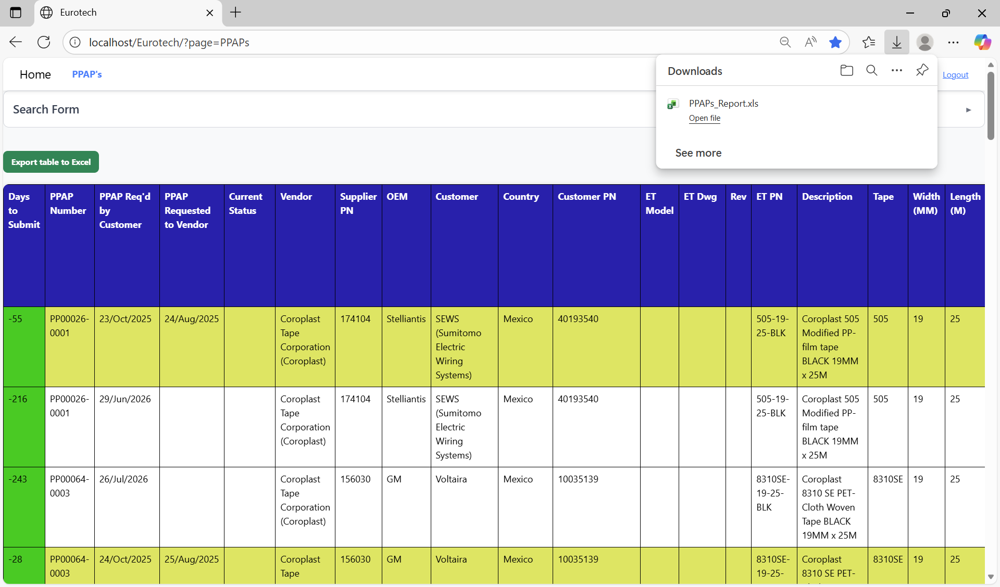 Eurotech
localhost/Eurotech/?page=PPAPs
Home
PPAP's
Logout
Downloads
PPAPs_Report.xls
Open file
See more
Search Form
Export table to Excel
Days to Submit
PPAP Number
PPAP Req'd by Customer
PPAP Requested to Vendor
Current Status
Vendor
Supplier PN
OEM
Customer
Country
Customer PN
ET Model
ET Dwg
Rev
ET PN
Description
Tape
Width (MM)
Length (M)
-55
PP00026-0001
23/Oct/2025
24/Aug/2025
Coroplast Tape Corporation (Coroplast)
174104
Stelliantis
SEWS (Sumitomo Electric Wiring Systems)
Mexico
40193540
505-19-25-BLK
Coroplast 505 Modified PP-film tape BLACK 19MM x 25M
505
19
25
-216
PP00026-0001
29/Jun/2026
Coroplast Tape Corporation (Coroplast)
174104
Stelliantis
SEWS (Sumitomo Electric Wiring Systems)
Mexico
40193540
505-19-25-BLK
Coroplast 505 Modified PP-film tape BLACK 19MM x 25M
505
19
25
-243
PP00064-0003
26/Jul/2026
Coroplast Tape Corporation (Coroplast)
156030
GM
Voltaira
Mexico
10035139
8310SE-19-25-BLK
Coroplast 8310 SE PET-Cloth Woven Tape BLACK 19MM x 25M
8310SE
19
25
-28
PP00064-0003
24/Oct/2025
25/Aug/2025
Coroplast Tape
156030
GM
Voltaira
Mexico
10035139
8310SE-19-25-
Coroplast 8310 SE PET-
8310SE
19
25